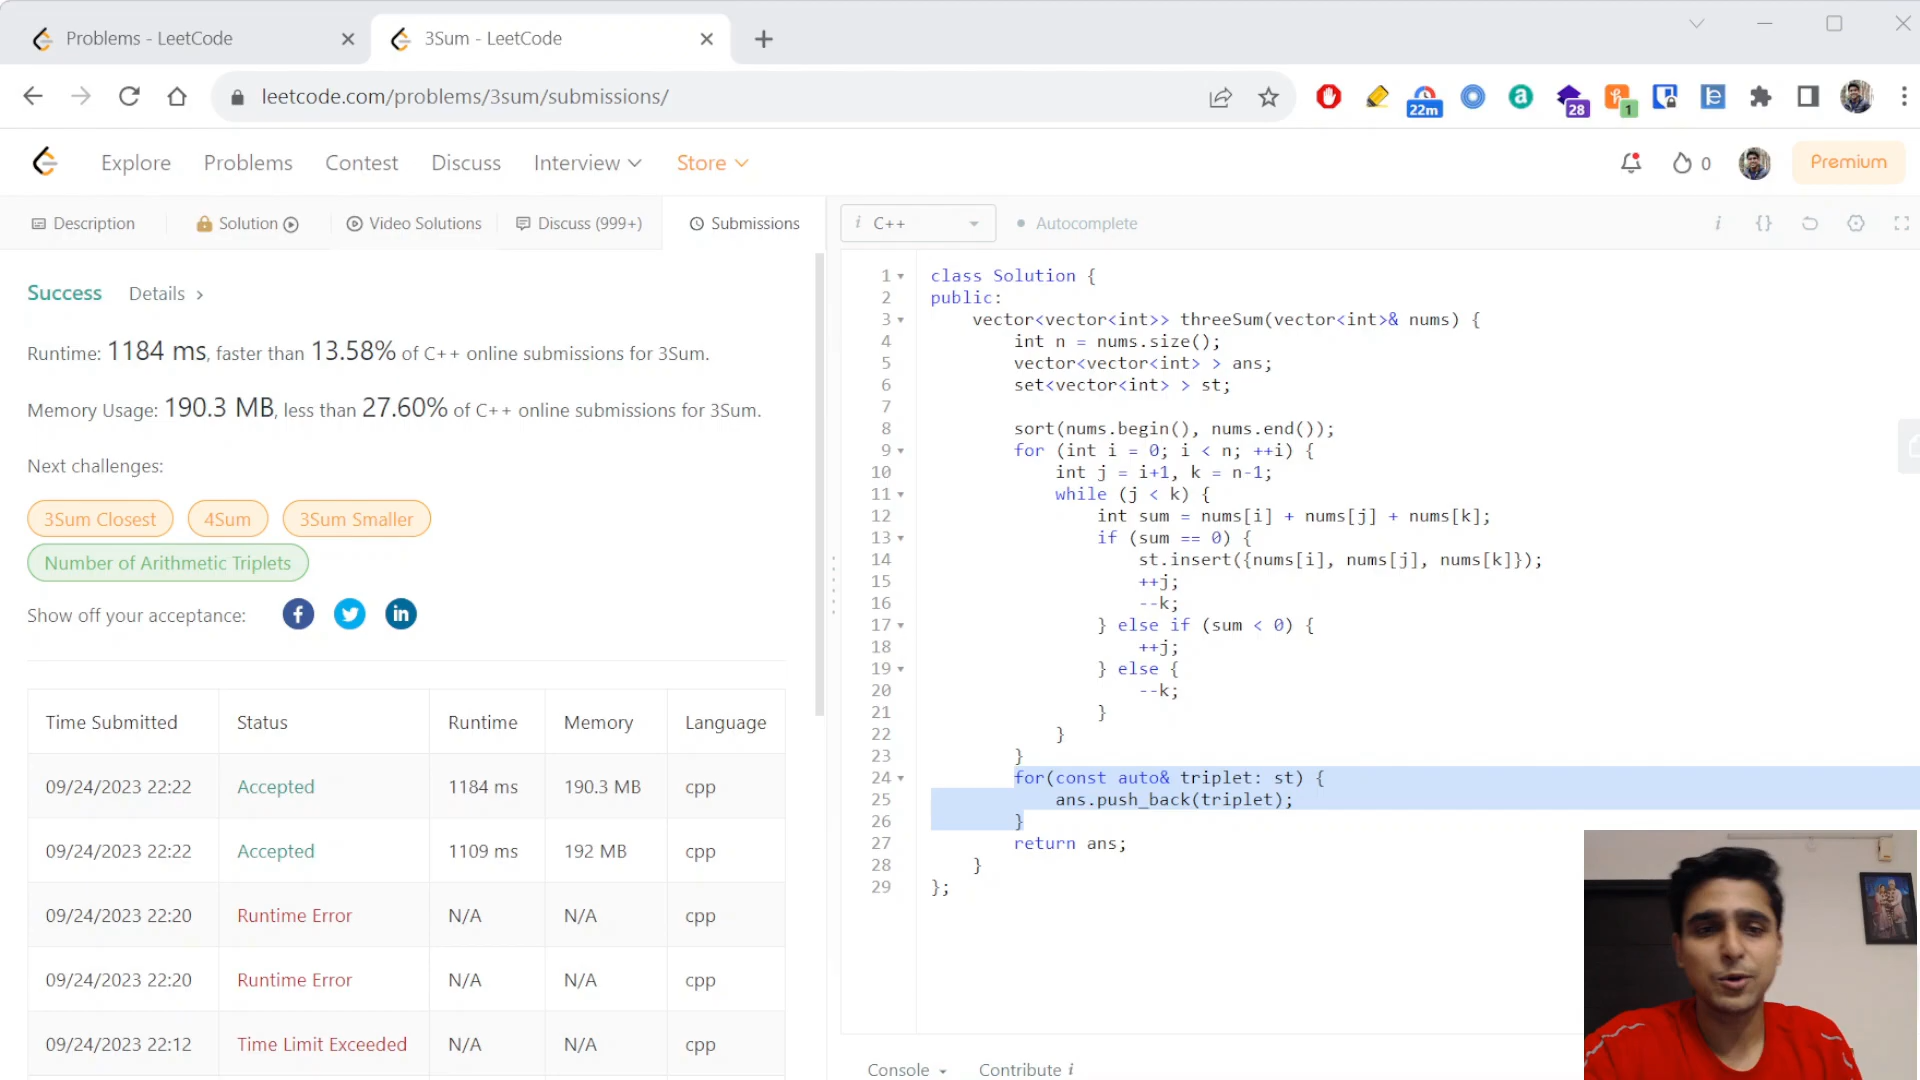 Problems - LeetCode
3Sum - LeetCode
leetcode.com/problems/3sum/submissions/
22m
a
28
1
Explore
Problems
Contest
Discuss
Interview
Store
0
Premium
Description
Solution
Video Solutions
Discuss (999+)
Submissions
i C++
Autocomplete
i {}
Success Details >
Runtime: 1184 ms, faster than 13.58% of C++ online submissions for 3Sum.
Memory Usage: 190.3 MB, less than 27.60% of C++ online submissions for 3Sum.
Next challenges:
3Sum Closest
4Sum
3Sum Smaller
Number of Arithmetic Triplets
Show off your acceptance:
f
in
Time Submitted Status Runtime Memory Language
09/24/2023 22:22 Accepted 1184 ms 190.3 MB cpp
09/24/2023 22:22 Accepted 1109 ms 192 MB cpp
09/24/2023 22:20 Runtime Error N/A N/A cpp
09/24/2023 22:20 Runtime Error N/A N/A cpp
09/24/2023 22:12 Time Limit Exceeded N/A N/A cpp
1 class Solution {
2 public:
3 vector<vector<int>> threeSum(vector<int>& nums) {
4 int n = nums.size();
5 vector<vector<int> > ans;
6 set<vector<int> > st;
7
8 sort(nums.begin(), nums.end());
9 for (int i = 0; i < n; ++i) {
10 int j = i+1, k = n-1;
11 while (j < k) {
12 int sum = nums[i] + nums[j] + nums[k];
13 if (sum == 0) {
14 st.insert({nums[i], nums[j], nums[k]});
15 ++j;
16 --k;
17 } else if (sum < 0) {
18 ++j;
19 } else {
20 --k;
21 }
22 }
23 }
24 for(const auto& triplet: st) {
25 ans.push_back(triplet);
26 }
27 return ans;
28 }
29 };
Console
Contribute i